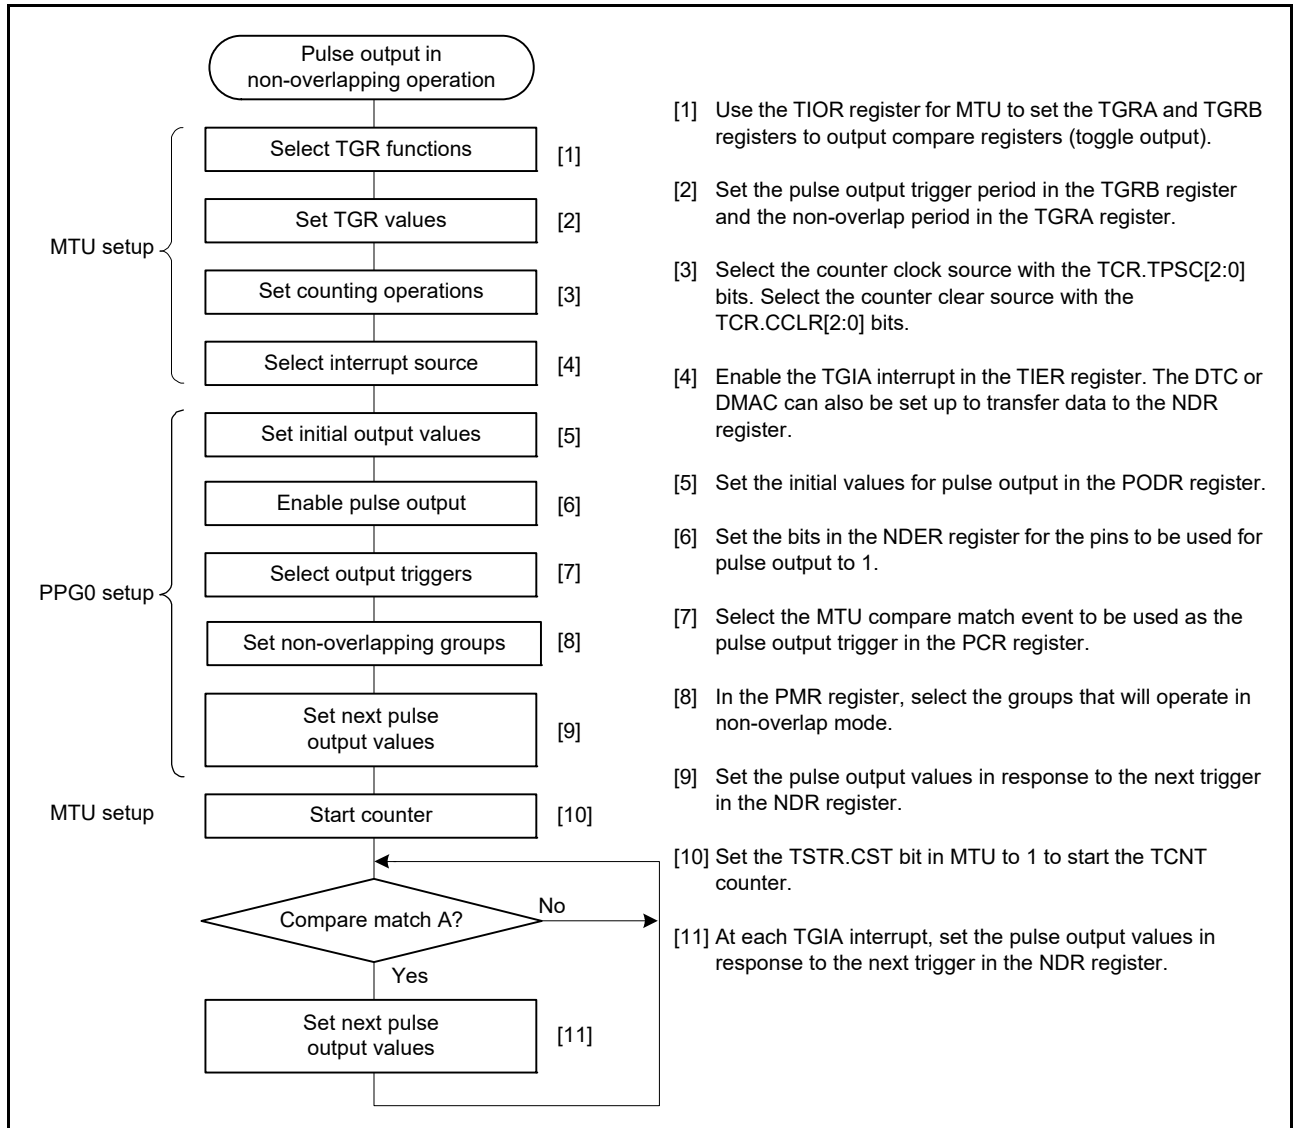 Pulse output in
non-overlapping operation
MTU setup
Select TGR functions
[1]
Set TGR values
[2]
Set counting operations
[3]
Select interrupt source
[4]
PPG0 setup
Set initial output values
[5]
Enable pulse output
[6]
Select output triggers
[7]
Set non-overlapping groups
[8]
Set next pulse
output values
[9]
MTU setup
Start counter
[10]
Compare match A?
No
Yes
Set next pulse
output values
[11]
[1] Use the TIOR register for MTU to set the TGRA and TGRB
registers to output compare registers (toggle output).
[2] Set the pulse output trigger period in the TGRB register
and the non-overlap period in the TGRA register.
[3] Select the counter clock source with the TCR.TPSC[2:0]
bits. Select the counter clear source with the
TCR.CCLR[2:0] bits.
[4] Enable the TGIA interrupt in the TIER register. The DTC or
DMAC can also be set up to transfer data to the NDR
register.
[5] Set the initial values for pulse output in the PODR register.
[6] Set the bits in the NDER register for the pins to be used for
pulse output to 1.
[7] Select the MTU compare match event to be used as the
pulse output trigger in the PCR register.
[8] In the PMR register, select the groups that will operate in
non-overlap mode.
[9] Set the pulse output values in response to the next trigger
in the NDR register.
[10] Set the TSTR.CST bit in MTU to 1 to start the TCNT
counter.
[11] At each TGIA interrupt, set the pulse output values in
response to the next trigger in the NDR register.